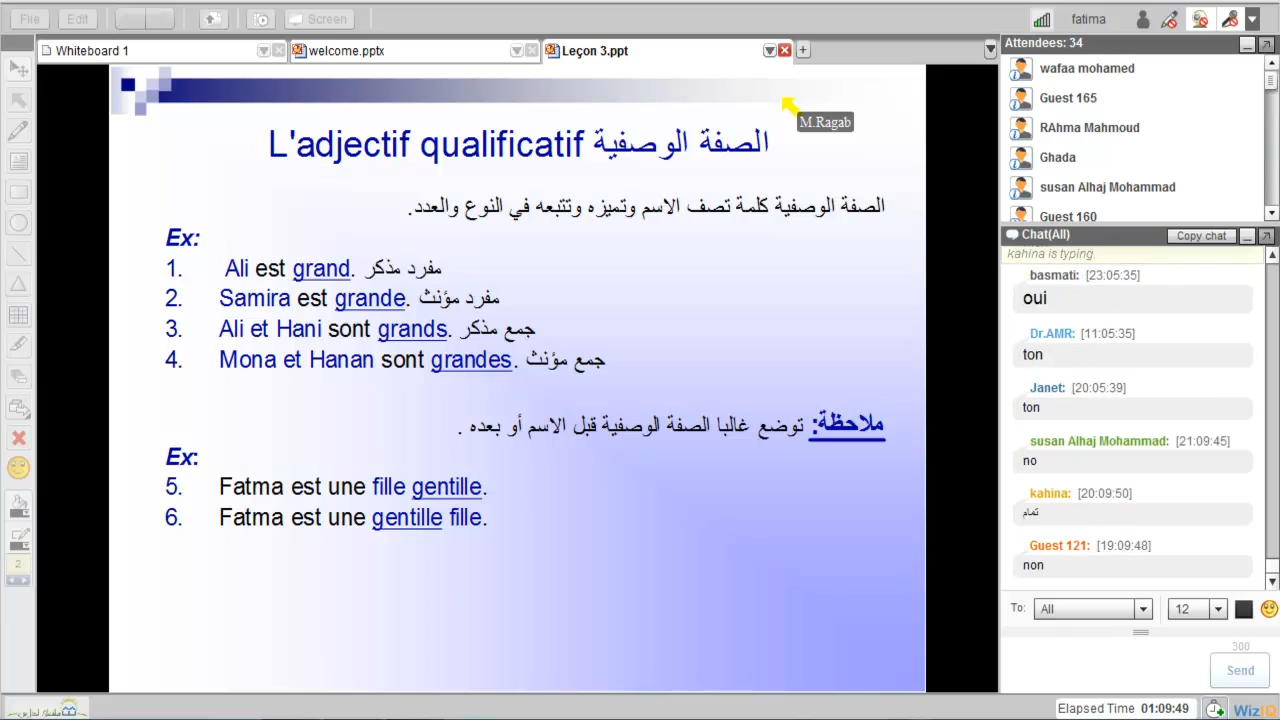 File Edit Screen fatima
Whiteboard 1 welcome.pptx Leçon 3.ppt
M.Ragab
L'adjectif qualificatif الصفة الوصفية
الصفة الوصفية كلمة تصف الاسم وتميزه وتتبعه في النوع والعدد.
Ex:
1. Ali est grand. مفرد مذكر
2. Samira est grande. مفرد مؤنث
3. Ali et Hani sont grands. جمع مذكر
4. Mona et Hanan sont grandes. جمع مؤنث
ملاحظة: توضع غالبا الصفة الوصفية قبل الاسم أو بعده .
Ex:
5. Fatma est une fille gentille.
6. Fatma est une gentille fille.
2
Attendees: 34
wafaa mohamed
Guest 165
RAhma Mahmoud
Ghada
susan Alhaj Mohammad
Guest 160
Chat(All) Copy chat
kahina is typing.
basmati: [23:05:35]
oui
Dr.AMR: [11:05:35]
ton
Janet: [20:05:39]
ton
susan Alhaj Mohammad: [21:09:45]
no
kahina: [20:09:50]
تمام
Guest 121: [19:09:48]
non
To: All 12
300
Send
Elapsed Time 01:09:49 WizIQ